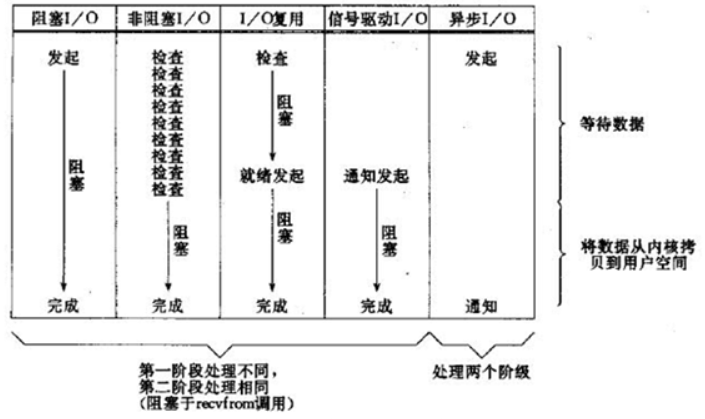 阻塞I/O 非阻塞I/O I/O复用 信号驱动I/O 异步I/O
发起 检查 检查 发起
检查
检查
检查
检查
检查
检查
检查
检查
阻塞
等待数据
阻塞
就绪发起 通知发起
阻塞 阻塞 阻塞
将数据从内核拷
贝到用户空间
完成 完成 完成 完成 通知
第一阶段处理不同，
第二阶段处理相同
（阻塞于recvfrom调用）
处理两个阶级